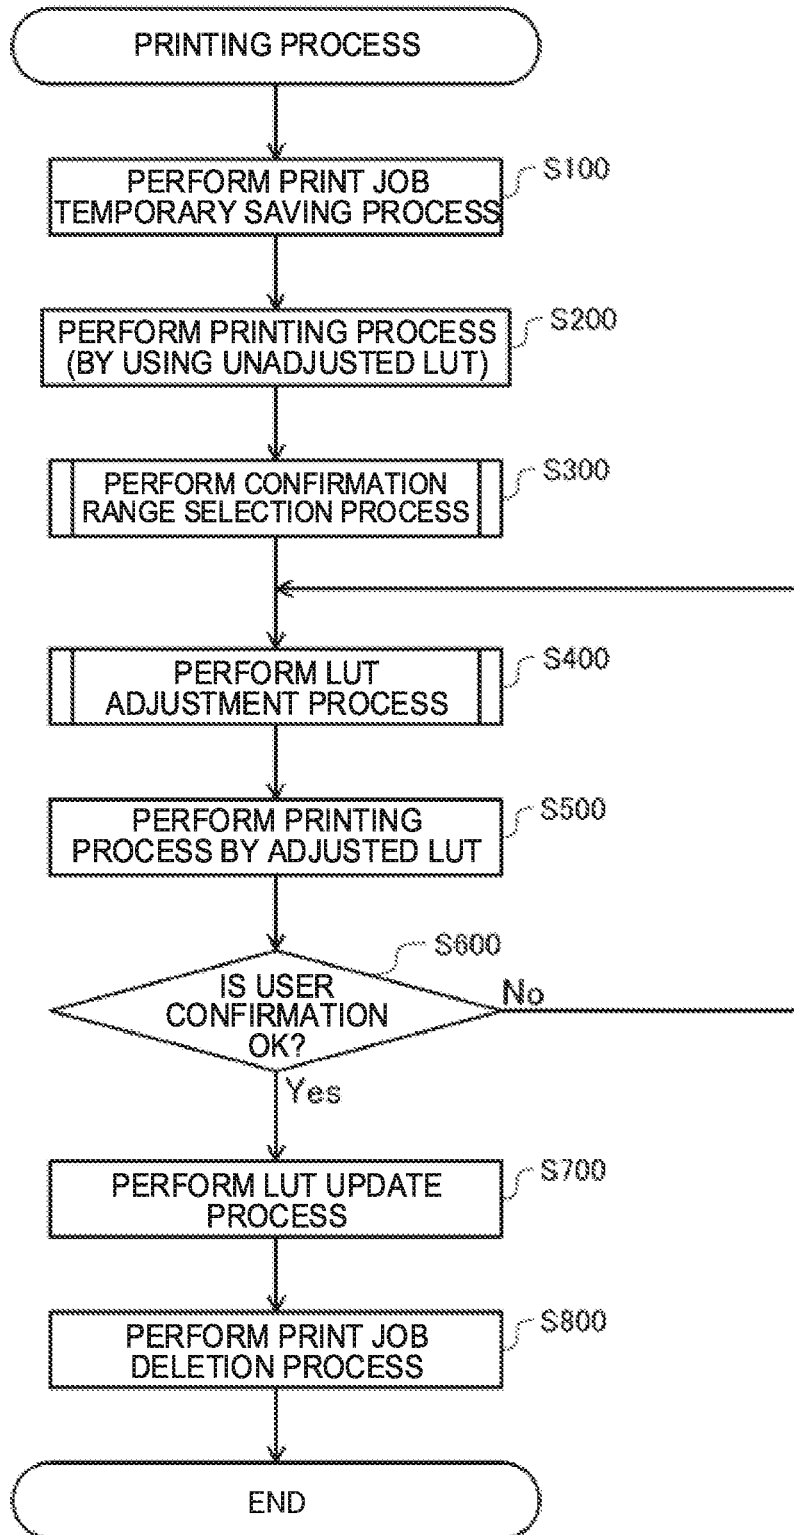 PRINTING PROCESS
S100
PERFORM PRINT JOB
TEMPORARY SAVING PROCESS
S200
PERFORM PRINTING PROCESS
(BY USING UNADJUSTED LUT)
S300
PERFORM CONFIRMATION
RANGE SELECTION PROCESS
S400
PERFORM LUT
ADJUSTMENT PROCESS
S500
PERFORM PRINTING
PROCESS BY ADJUSTED LUT
S600
IS USER
CONFIRMATION
OK?
No
Yes
S700
PERFORM LUT UPDATE
PROCESS
S800
PERFORM PRINT JOB
DELETION PROCESS
END